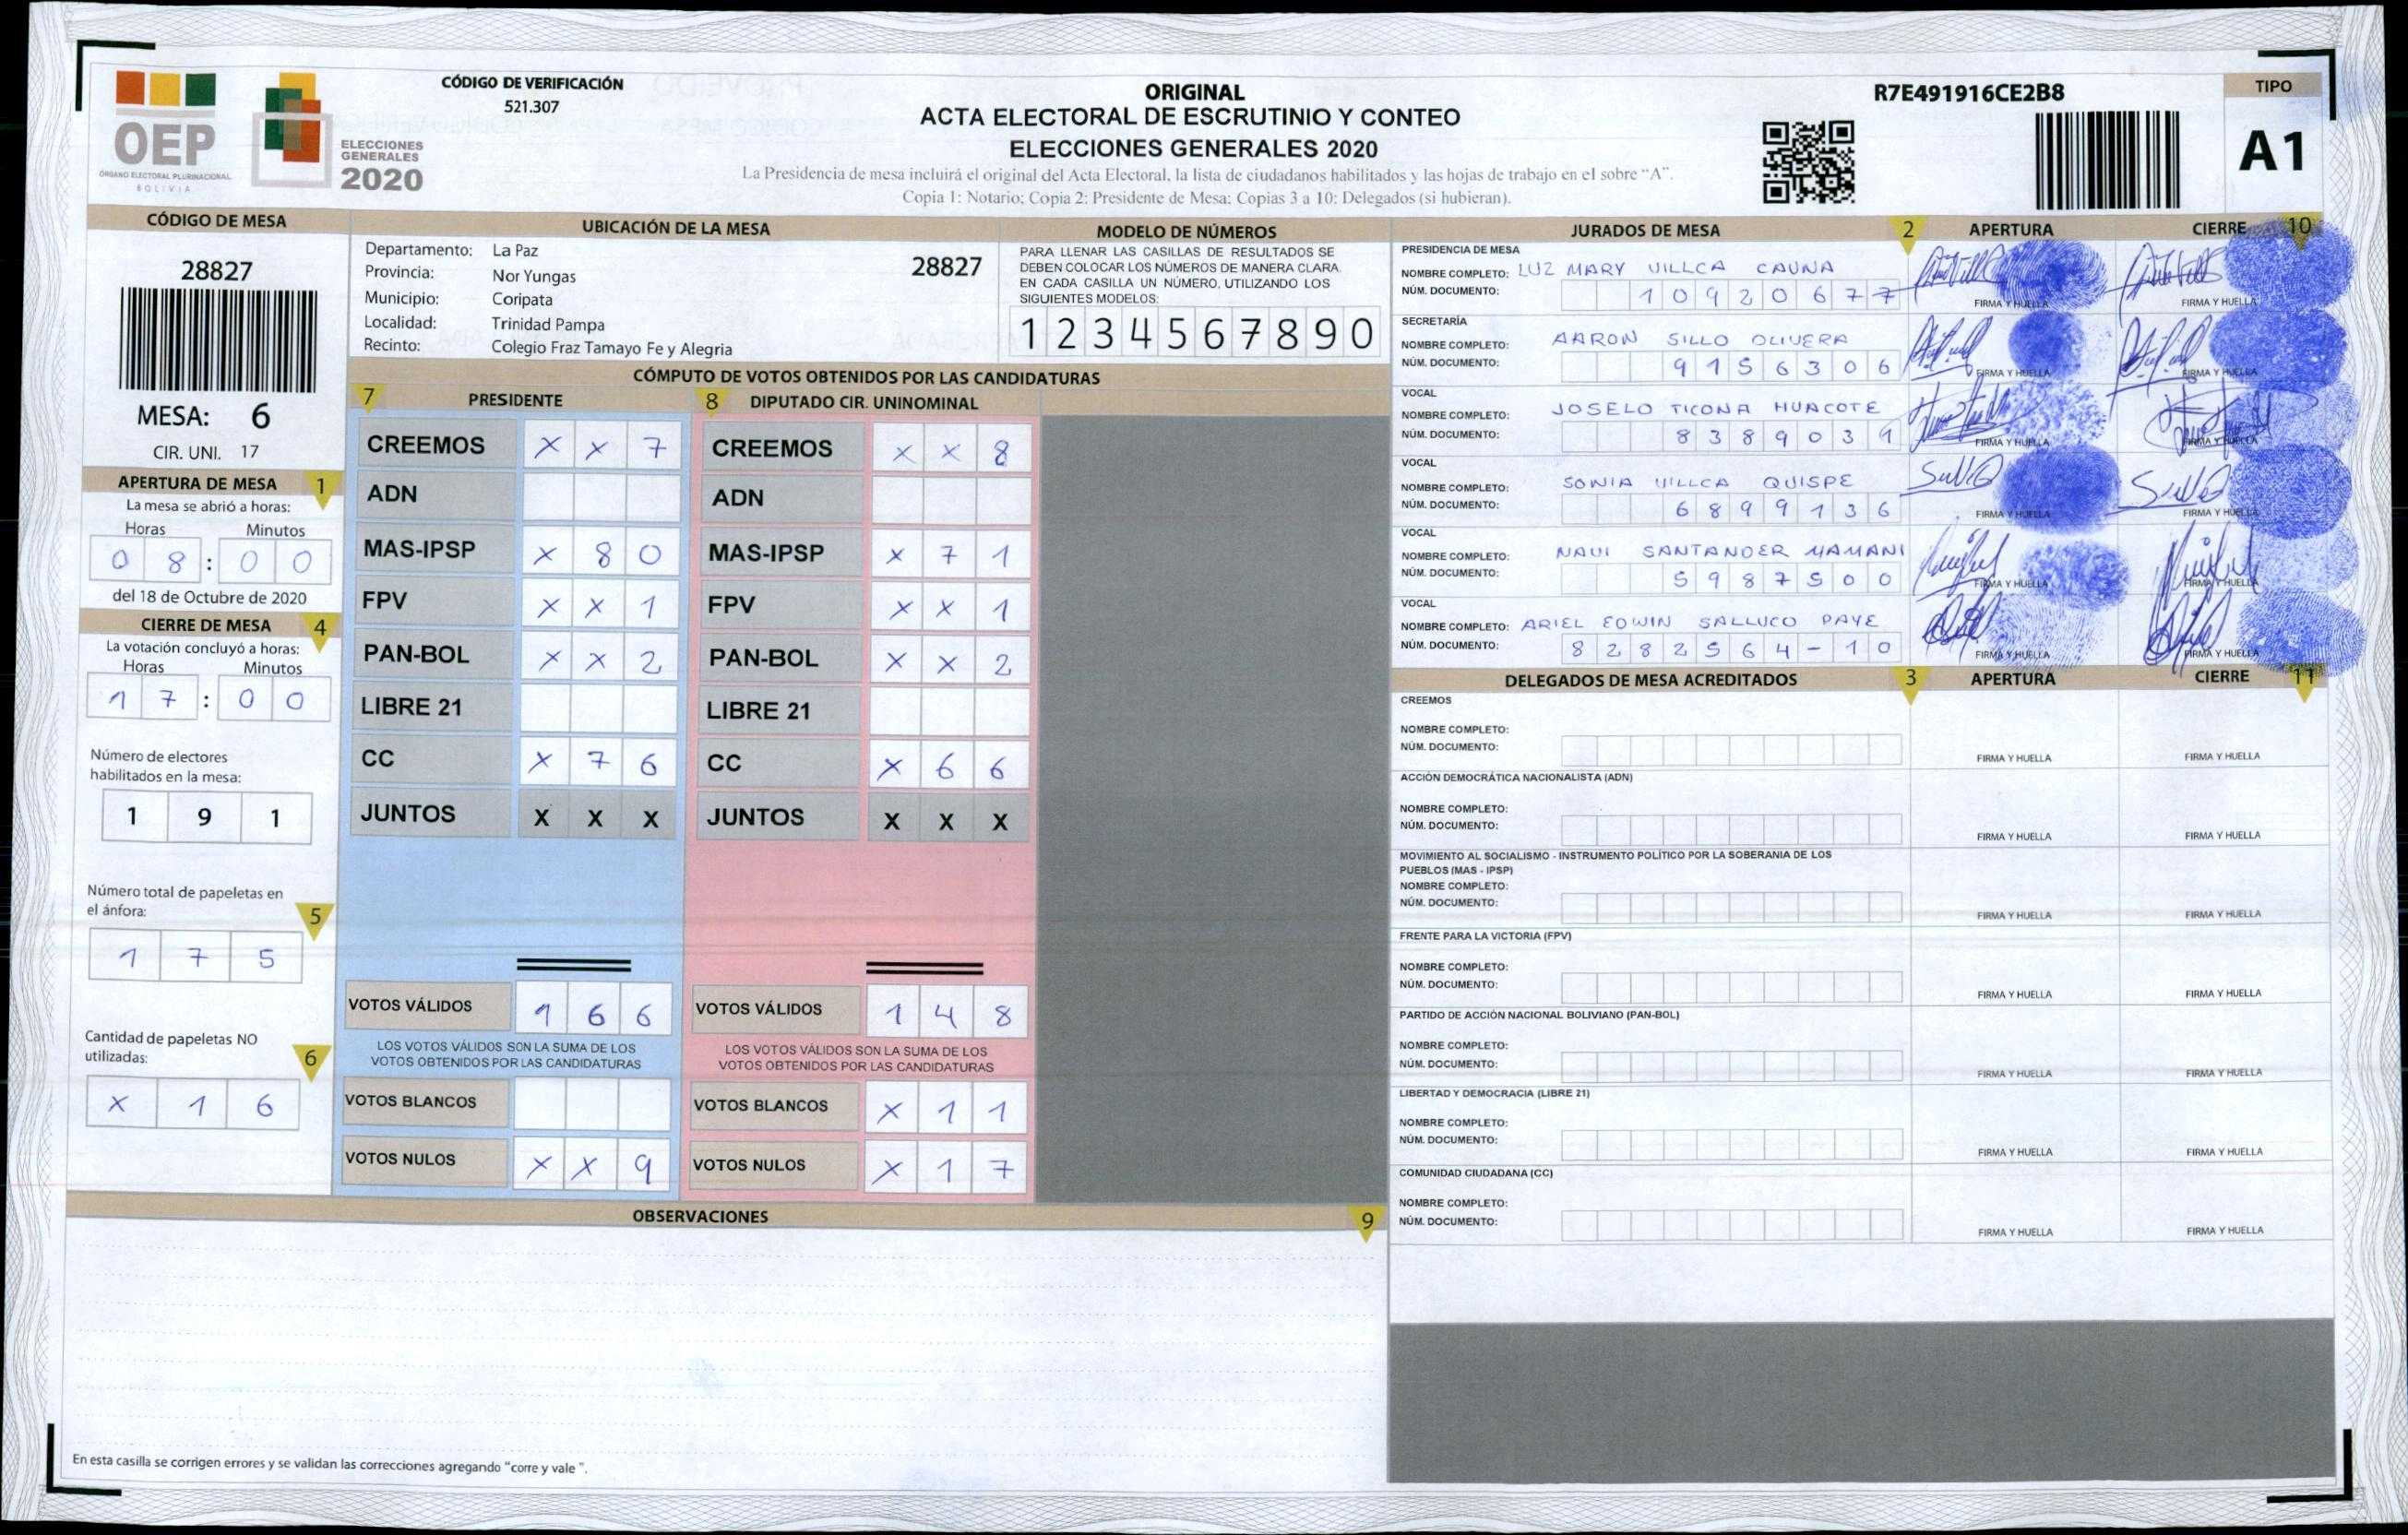 CÓDIGO DE VERIFICACIÓN
521.307
OEP
ÓRGANO ELECTORAL PLURINACIONAL
BOLIVIA
ELECCIONES
GENERALES
2020
ORIGINAL
ACTA ELECTORAL DE ESCRUTINIO Y CONTEO
ELECCIONES GENERALES 2020
La Presidencia de mesa incluirá el original del Acta Electoral, la lista de ciudadanos habilitados y las hojas de trabajo en el sobre “A”.
Copia 1: Notario; Copia 2: Presidente de Mesa; Copias 3 a 10: Delegados (si hubieran).
R7E491916CE2B8
TIPO
A1
CÓDIGO DE MESA
28827
MESA: 6
CIR. UNI. 17
APERTURA DE MESA 1
La mesa se abrió a horas:
Horas Minutos
0 8 : 0 0
del 18 de Octubre de 2020
CIERRE DE MESA 4
La votación concluyó a horas:
Horas Minutos
1 7 : 0 0
Número de electores
habilitados en la mesa:
1 9 1
Número total de papeletas en
el ánfora: 5
1 7 5
Cantidad de papeletas NO
utilizadas: 6
X 1 6
UBICACIÓN DE LA MESA
Departamento: La Paz
28827
Provincia: Nor Yungas
Municipio: Coripata
Localidad: Trinidad Pampa
Recinto: Colegio Fraz Tamayo Fe y Alegria
MODELO DE NÚMEROS
PARA LLENAR LAS CASILLAS DE RESULTADOS SE
DEBEN COLOCAR LOS NÚMEROS DE MANERA CLARA.
EN CADA CASILLA UN NÚMERO, UTILIZANDO LOS
SIGUIENTES MODELOS:
1 2 3 4 5 6 7 8 9 0
CÓMPUTO DE VOTOS OBTENIDOS POR LAS CANDIDATURAS
7 PRESIDENTE
CREEMOS X X 7
ADN
MAS-IPSP X 8 0
FPV X X 1
PAN-BOL X X 2
LIBRE 21
CC X 7 6
JUNTOS X X X
VOTOS VÁLIDOS 1 6 6
LOS VOTOS VÁLIDOS SON LA SUMA DE LOS
VOTOS OBTENIDOS POR LAS CANDIDATURAS
VOTOS BLANCOS
VOTOS NULOS X X 9
8 DIPUTADO CIR. UNINOMINAL
CREEMOS X X 8
ADN
MAS-IPSP X 7 1
FPV X X 1
PAN-BOL X X 2
LIBRE 21
CC X 6 6
JUNTOS X X X
VOTOS VÁLIDOS 1 4 8
LOS VOTOS VÁLIDOS SON LA SUMA DE LOS
VOTOS OBTENIDOS POR LAS CANDIDATURAS
VOTOS BLANCOS X 1 1
VOTOS NULOS X 1 7
OBSERVACIONES 9
En esta casilla se corrigen errores y se validan las correcciones agregando “corre y vale ”.
JURADOS DE MESA 2 APERTURA CIERRE 10
PRESIDENCIA DE MESA
NOMBRE COMPLETO: LUZ MARY VILLCA CAUNA
NÚM. DOCUMENTO: 1 0 9 2 0 6 7 7
FIRMA Y HUELLA FIRMA Y HUELLA
SECRETARÍA
NOMBRE COMPLETO: AARON SILLO OLIVERA
NÚM. DOCUMENTO: 9 1 5 6 3 0 6
FIRMA Y HUELLA FIRMA Y HUELLA
VOCAL
NOMBRE COMPLETO: JOSELO TICONA HUACOTE
NÚM. DOCUMENTO: 8 3 8 9 0 3 1
FIRMA Y HUELLA FIRMA Y HUELLA
VOCAL
NOMBRE COMPLETO: SONIA VILLCA QUISPE
NÚM. DOCUMENTO: 6 8 9 9 1 3 6
FIRMA Y HUELLA FIRMA Y HUELLA
VOCAL
NOMBRE COMPLETO: NAVI SANTANDER MAMANI
NÚM. DOCUMENTO: 5 9 8 7 5 0 0
FIRMA Y HUELLA FIRMA Y HUELLA
VOCAL
NOMBRE COMPLETO: ARIEL EDWIN SALLUCO PAYE
NÚM. DOCUMENTO: 8 2 8 2 5 6 4 - 1 0
FIRMA Y HUELLA FIRMA Y HUELLA
DELEGADOS DE MESA ACREDITADOS 3 APERTURA CIERRE 11
CREEMOS
NOMBRE COMPLETO:
NÚM. DOCUMENTO:
FIRMA Y HUELLA FIRMA Y HUELLA
ACCIÓN DEMOCRÁTICA NACIONALISTA (ADN)
NOMBRE COMPLETO:
NÚM. DOCUMENTO:
FIRMA Y HUELLA FIRMA Y HUELLA
MOVIMIENTO AL SOCIALISMO - INSTRUMENTO POLÍTICO POR LA SOBERANIA DE LOS
PUEBLOS (MAS - IPSP)
NOMBRE COMPLETO:
NÚM. DOCUMENTO:
FIRMA Y HUELLA FIRMA Y HUELLA
FRENTE PARA LA VICTORIA (FPV)
NOMBRE COMPLETO:
NÚM. DOCUMENTO:
FIRMA Y HUELLA FIRMA Y HUELLA
PARTIDO DE ACCIÓN NACIONAL BOLIVIANO (PAN-BOL)
NOMBRE COMPLETO:
NÚM. DOCUMENTO:
FIRMA Y HUELLA FIRMA Y HUELLA
LIBERTAD Y DEMOCRACIA (LIBRE 21)
NOMBRE COMPLETO:
NÚM. DOCUMENTO:
FIRMA Y HUELLA FIRMA Y HUELLA
COMUNIDAD CIUDADANA (CC)
NOMBRE COMPLETO:
NÚM. DOCUMENTO:
FIRMA Y HUELLA FIRMA Y HUELLA